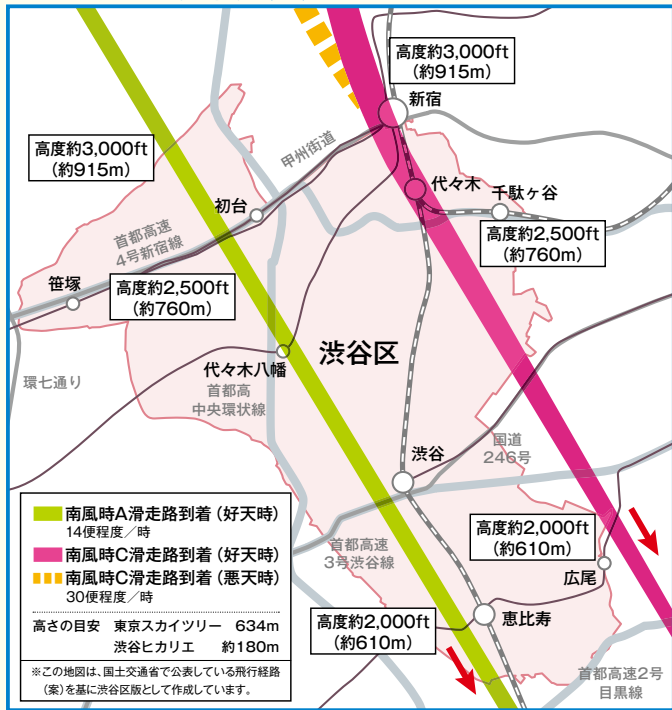 高度約3,000ft
（約915m）
新宿
高度約3,000ft
（約915m）
甲州街道
代々木
千駄ヶ谷
初台
高度約2,500ft
（約760m）
首都高速
4号新宿線
笹塚
高度約2,500ft
（約760m）
渋谷区
代々木八幡
環七通り
首都高
中央環状線
国道
246号
渋谷
南風時A滑走路到着（好天時）
14便程度／時
南風時C滑走路到着（好天時）
南風時C滑走路到着（悪天時）
30便程度／時
高さの目安　東京スカイツリー　634m
渋谷ヒカリエ　約180m
※この地図は、国土交通省で公表している飛行経路
（案）を基に渋谷区版として作成しています。
首都高速
3号渋谷線
高度約2,000ft
（約610m）
広尾
高度約2,000ft
（約610m）
恵比寿
首都高速2号
目黒線